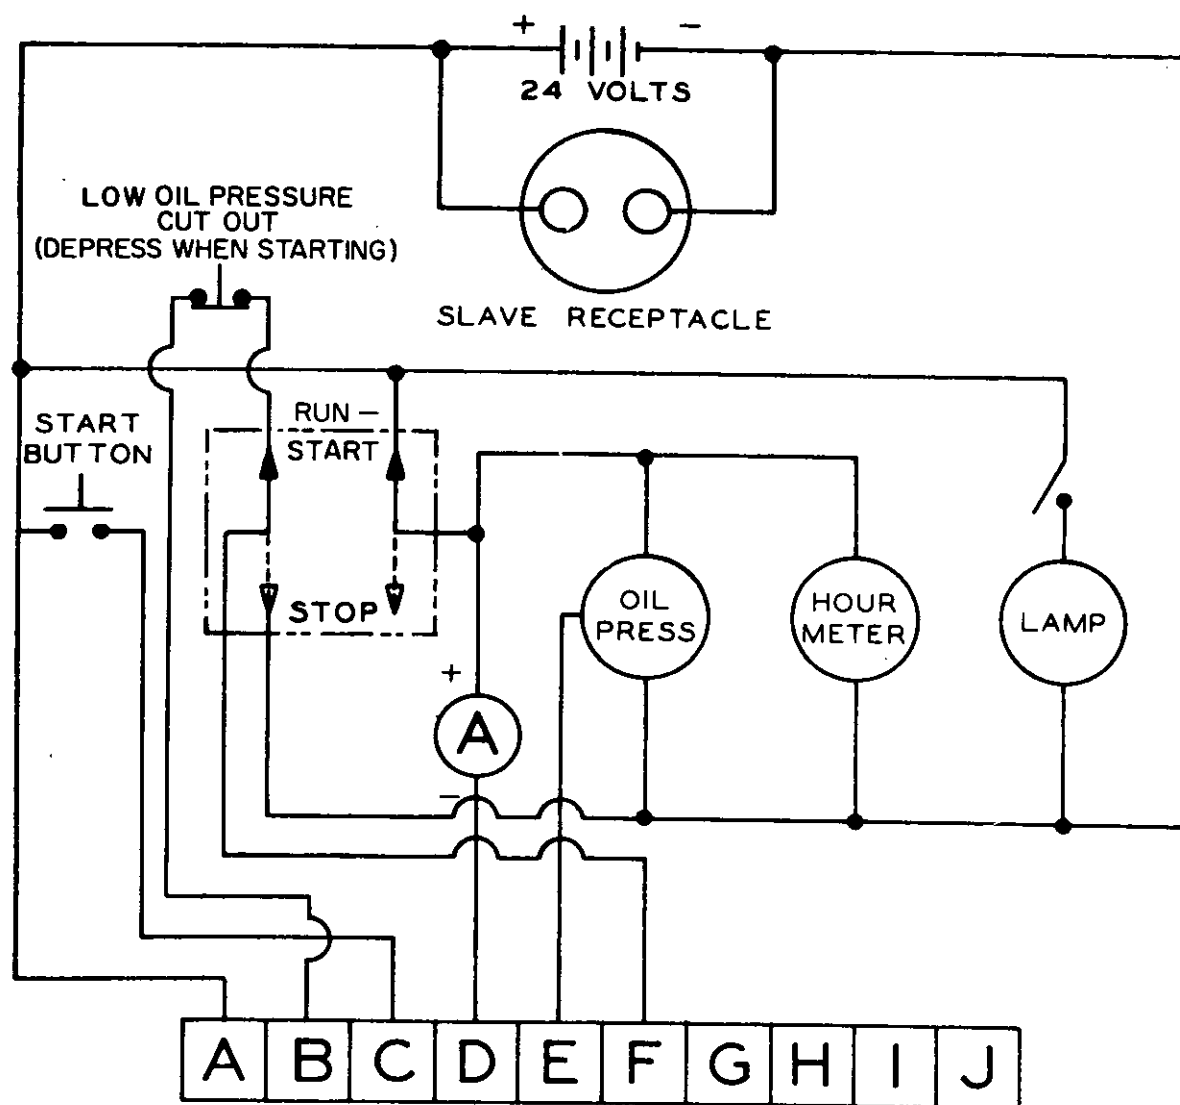 + −
24 VOLTS
LOW OIL PRESSURE
CUT OUT
(DEPRESS WHEN STARTING)
SLAVE RECEPTACLE
START
BUTTON
RUN –
START
STOP
OIL
PRESS
HOUR
METER
LAMP
+
A
−
A B C D E F G H I J